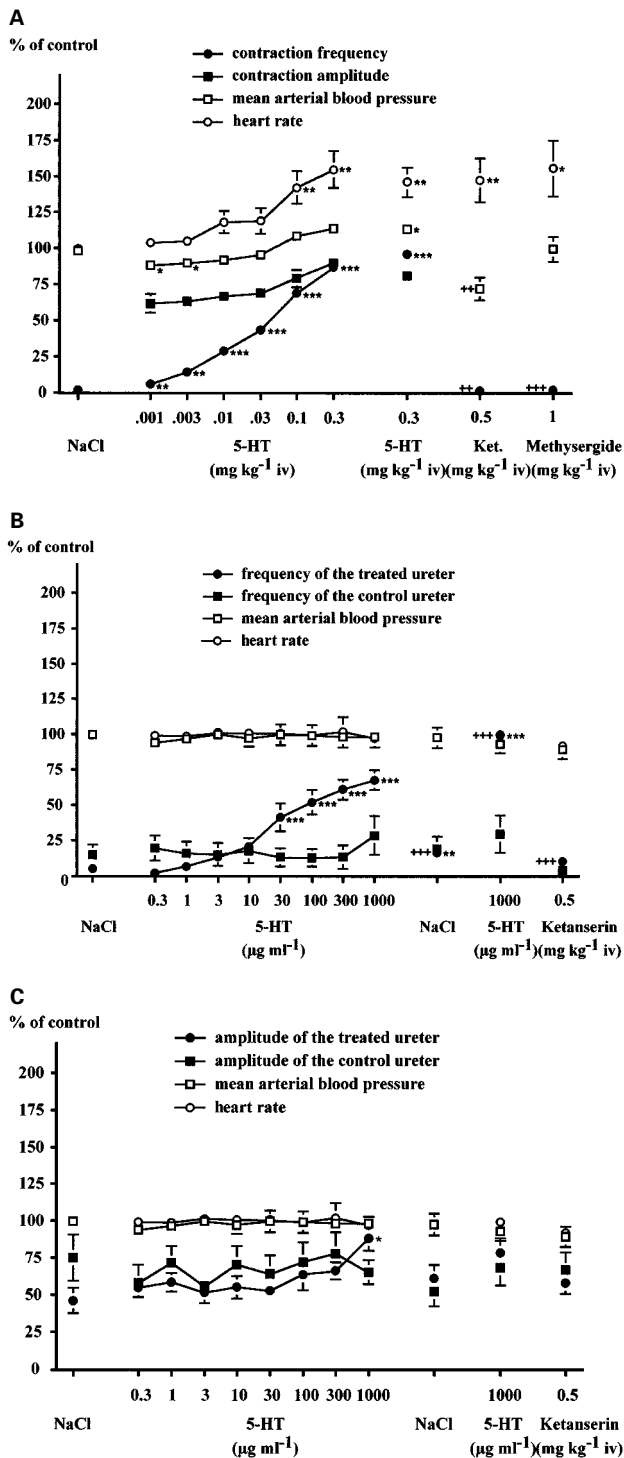 A
% of control
contraction frequency
contraction amplitude
mean arterial blood pressure
heart rate
200
175
150
125
100
75
50
25
0
** ** * **
** * * * ***
*** ++ *** *** *** *** ** **
++ +++
.001 .003 .01 .03 0.1 0.3 0.3 0.5 1
NaCl 5-HT 5-HT Ket. Methysergide
(mg kg-1 iv) (mg kg-1 iv)(mg kg-1 iv)(mg kg-1 iv)
B
% of control
frequency of the treated ureter
frequency of the control ureter
mean arterial blood pressure
heart rate
200
175
150
125
100
75
50
25
0
+++ ***
*** *** *** ***
+++ ** +++
0.3 1 3 10 30 100 300 1000 1000 0.5
NaCl 5-HT NaCl 5-HT Ketanserin
(µg ml-1) (µg ml-1)(mg kg-1 iv)
C
% of control
amplitude of the treated ureter
amplitude of the control ureter
mean arterial blood pressure
heart rate
200
175
150
125
100
75
50
25
0
*
0.3 1 3 10 30 100 300 1000 1000 0.5
NaCl 5-HT NaCl 5-HT Ketanserin
(µg ml-1) (µg ml-1)(mg kg-1 iv)